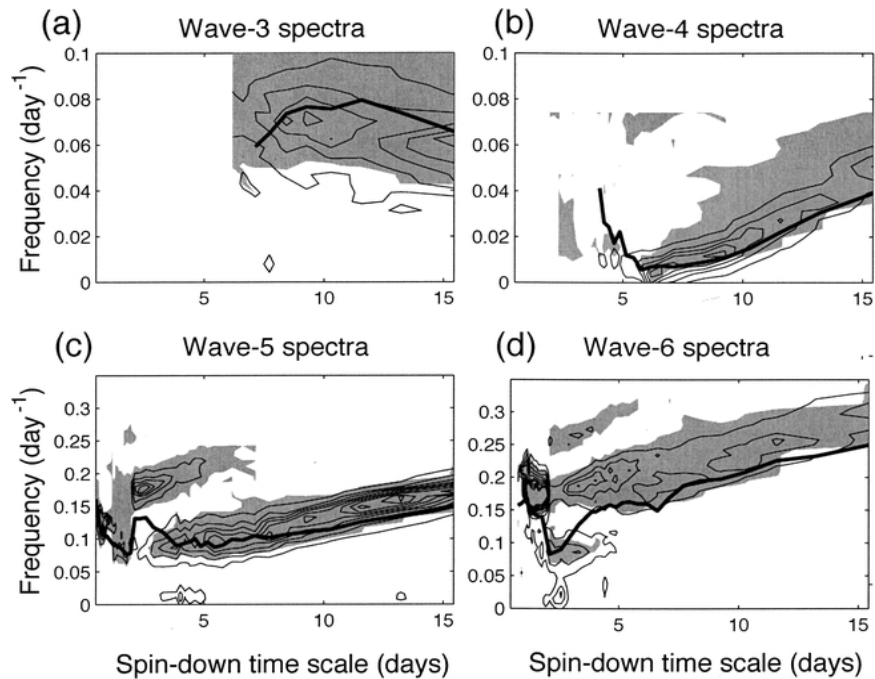 (a) Wave-3 spectra
Frequency (day⁻¹)
0.1
0.08
0.06
0.04
0.02
0
5 10 15
(b) Wave-4 spectra
0.1
0.08
0.06
0.04
0.02
0
5 10 15
(c) Wave-5 spectra
Frequency (day⁻¹)
0.3
0.25
0.2
0.15
0.1
0.05
0
5 10 15
Spin-down time scale (days)
(d) Wave-6 spectra
0.3
0.25
0.2
0.15
0.1
0.05
0
5 10 15
Spin-down time scale (days)